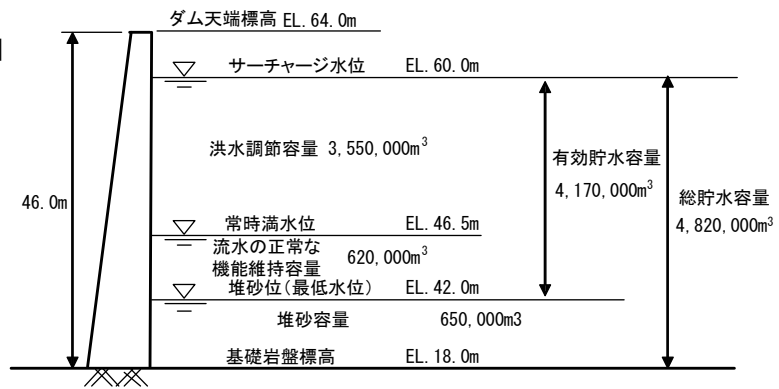 ダム天端標高 EL.64.0m
サーチャージ水位 EL.60.0m
洪水調節容量 3,550,000m³
有効貯水容量
4,170,000m³
総貯水容量
4,820,000m³
46.0m
常時満水位 EL.46.5m
流水の正常な
機能維持容量 620,000m³
堆砂位(最低水位) EL.42.0m
堆砂容量 650,000m3
基礎岩盤標高 EL.18.0m